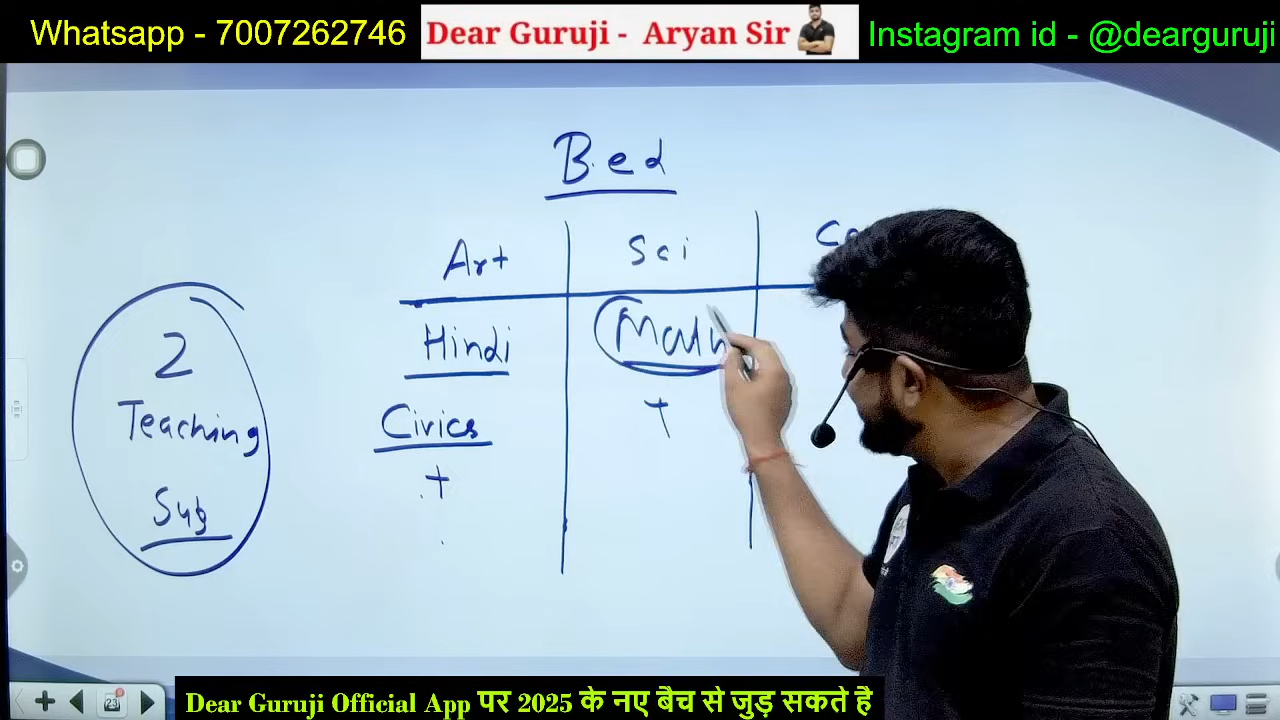 Whatsapp - 7007262746
Dear Guruji - Aryan Sir
Instagram id - @dearguruji
Bed
Art
Sci
Hindi
Math
2
Teaching
Sub
Civics
+
+
23
Dear Guruji Official App पर 2025 के नए बैच से जुड़ सकते है